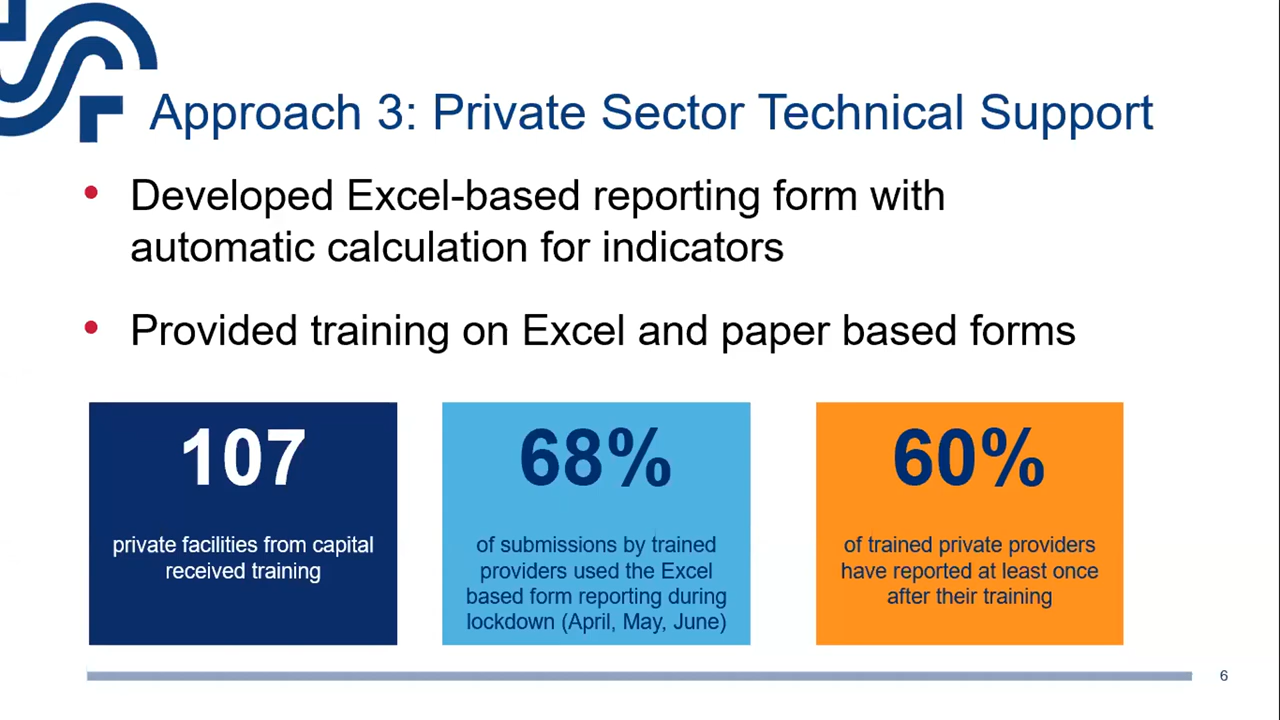 Approach 3: Private Sector Technical Support
• Developed Excel-based reporting form with
automatic calculation for indicators
• Provided training on Excel and paper based forms
107
private facilities from capital
received training
68%
of submissions by trained
providers used the Excel
based form reporting during
lockdown (April, May, June)
60%
of trained private providers
have reported at least once
after their training
6